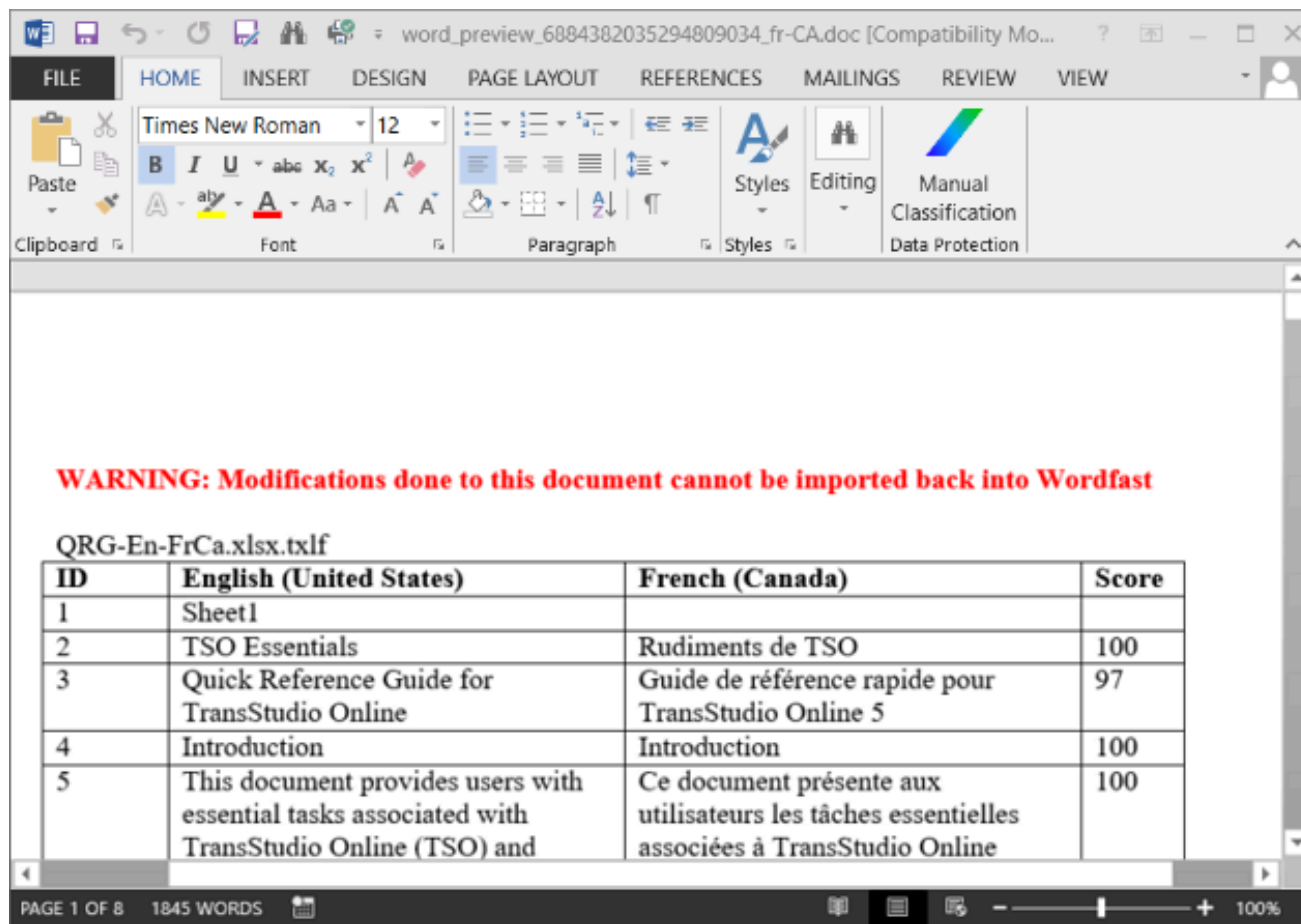 word_preview_6884382035294809034_fr-CA.doc [Compatibility Mo... ?
FILE HOME INSERT DESIGN PAGE LAYOUT REFERENCES MAILINGS REVIEW VIEW
Times New Roman 12
B I U abc X₂ X² A
Paste
A aby A Aa A A
A
Z
Styles
Editing
Manual
Classification
Clipboard Font Paragraph Styles Data Protection
WARNING: Modifications done to this document cannot be imported back into Wordfast
QRG-En-FrCa.xlsx.txlf
ID English (United States) French (Canada) Score
1 Sheet1
2 TSO Essentials Rudiments de TSO 100
3 Quick Reference Guide for Guide de référence rapide pour 97
TransStudio Online TransStudio Online 5
4 Introduction Introduction 100
5 This document provides users with Ce document présente aux 100
essential tasks associated with utilisateurs les tâches essentielles
TransStudio Online (TSO) and associées à TransStudio Online
PAGE 1 OF 8 1845 WORDS 100%